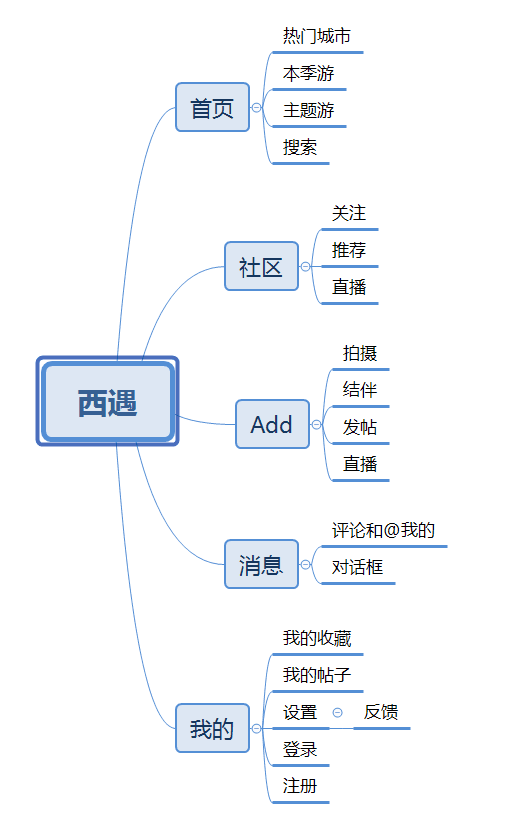 西遇
首页
热门城市
本季游
主题游
搜索
社区
关注
推荐
直播
Add
拍摄
结伴
发帖
直播
消息
评论和@我的
对话框
我的
我的收藏
我的帖子
设置
反馈
登录
注册